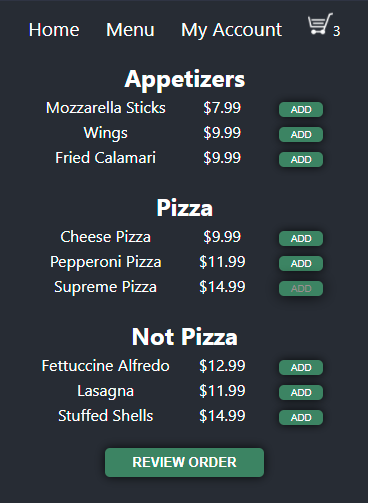 Home Menu My Account 3
Appetizers
Mozzarella Sticks $7.99 ADD
Wings $9.99 ADD
Fried Calamari $9.99 ADD
Pizza
Cheese Pizza $9.99 ADD
Pepperoni Pizza $11.99 ADD
Supreme Pizza $14.99 ADD
Not Pizza
Fettuccine Alfredo $12.99 ADD
Lasagna $11.99 ADD
Stuffed Shells $14.99 ADD
REVIEW ORDER